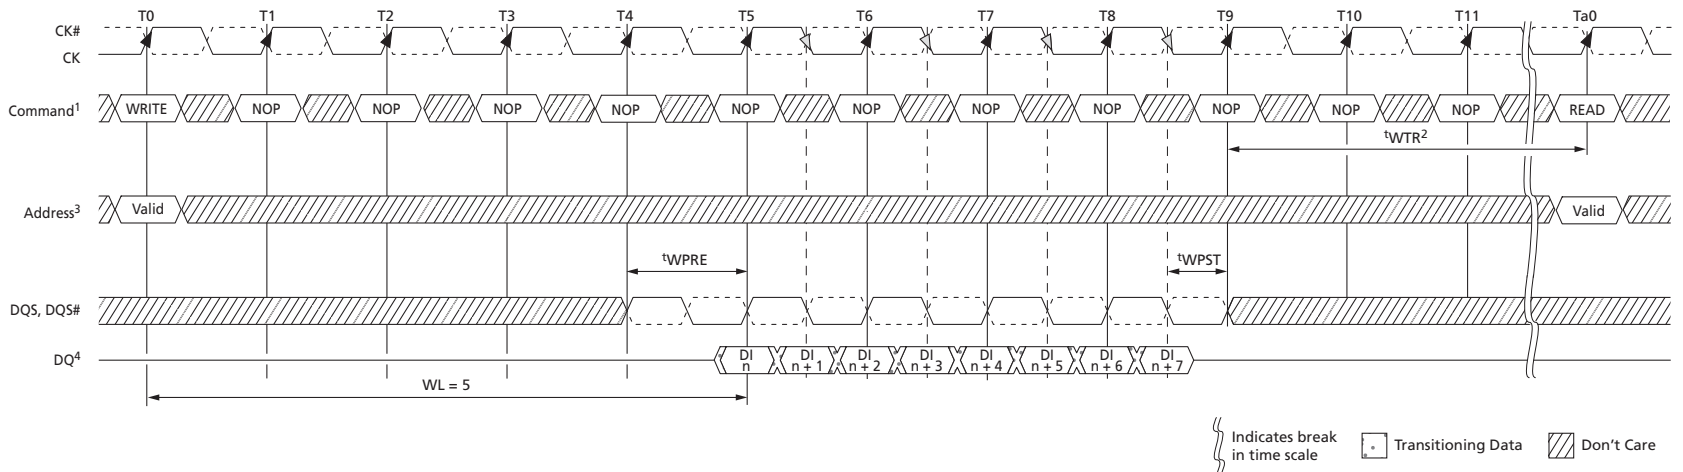 T0 T1 T2 T3 T4 T5 T6 T7 T8 T9 T10 T11 Ta0
CK#
CK
Command1 WRITE NOP NOP NOP NOP NOP NOP NOP NOP NOP NOP NOP READ
tWTR2
Address3 Valid Valid
tWPRE tWPST
DQS, DQS#
DQ4 DI n DI n + 1 DI n + 2 DI n + 3 DI n + 4 DI n + 5 DI n + 6 DI n + 7
WL = 5
Indicates break
in time scale
Transitioning Data
Don't Care